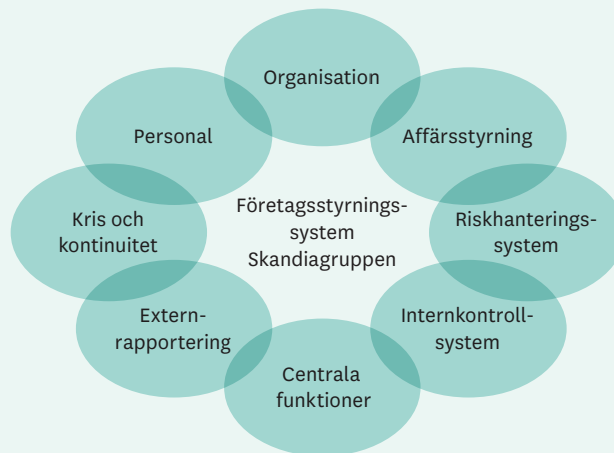 Organisation
Affärsstyrning
Riskhanterings-
system
Internkontroll-
system
Centrala
funktioner
Extern-
rapportering
Kris och
kontinuitet
Personal
Företagsstyrnings-
system
Skandiagruppen